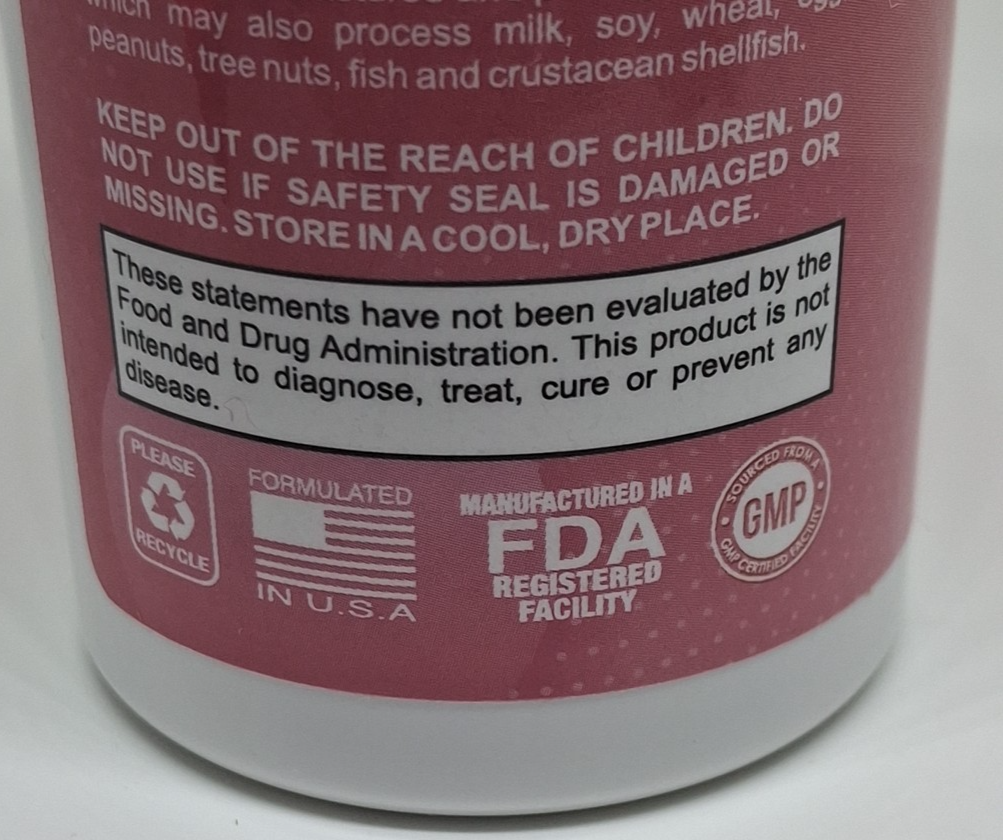 which may also process milk, soy, wheat, egg
peanuts, tree nuts, fish and crustacean shellfish.
KEEP OUT OF THE REACH OF CHILDREN. DO
NOT USE IF SAFETY SEAL IS DAMAGED OR
MISSING. STORE IN A COOL, DRY PLACE.
These statements have not been evaluated by the
Food and Drug Administration. This product is not
intended to diagnose, treat, cure or prevent any
disease.
PLEASE
RECYCLE
FORMULATED
IN U.S.A
MANUFACTURED IN A
FDA
REGISTERED
FACILITY
SOURCED FROM A
GMP
GMP CERTIFIED FACILITY